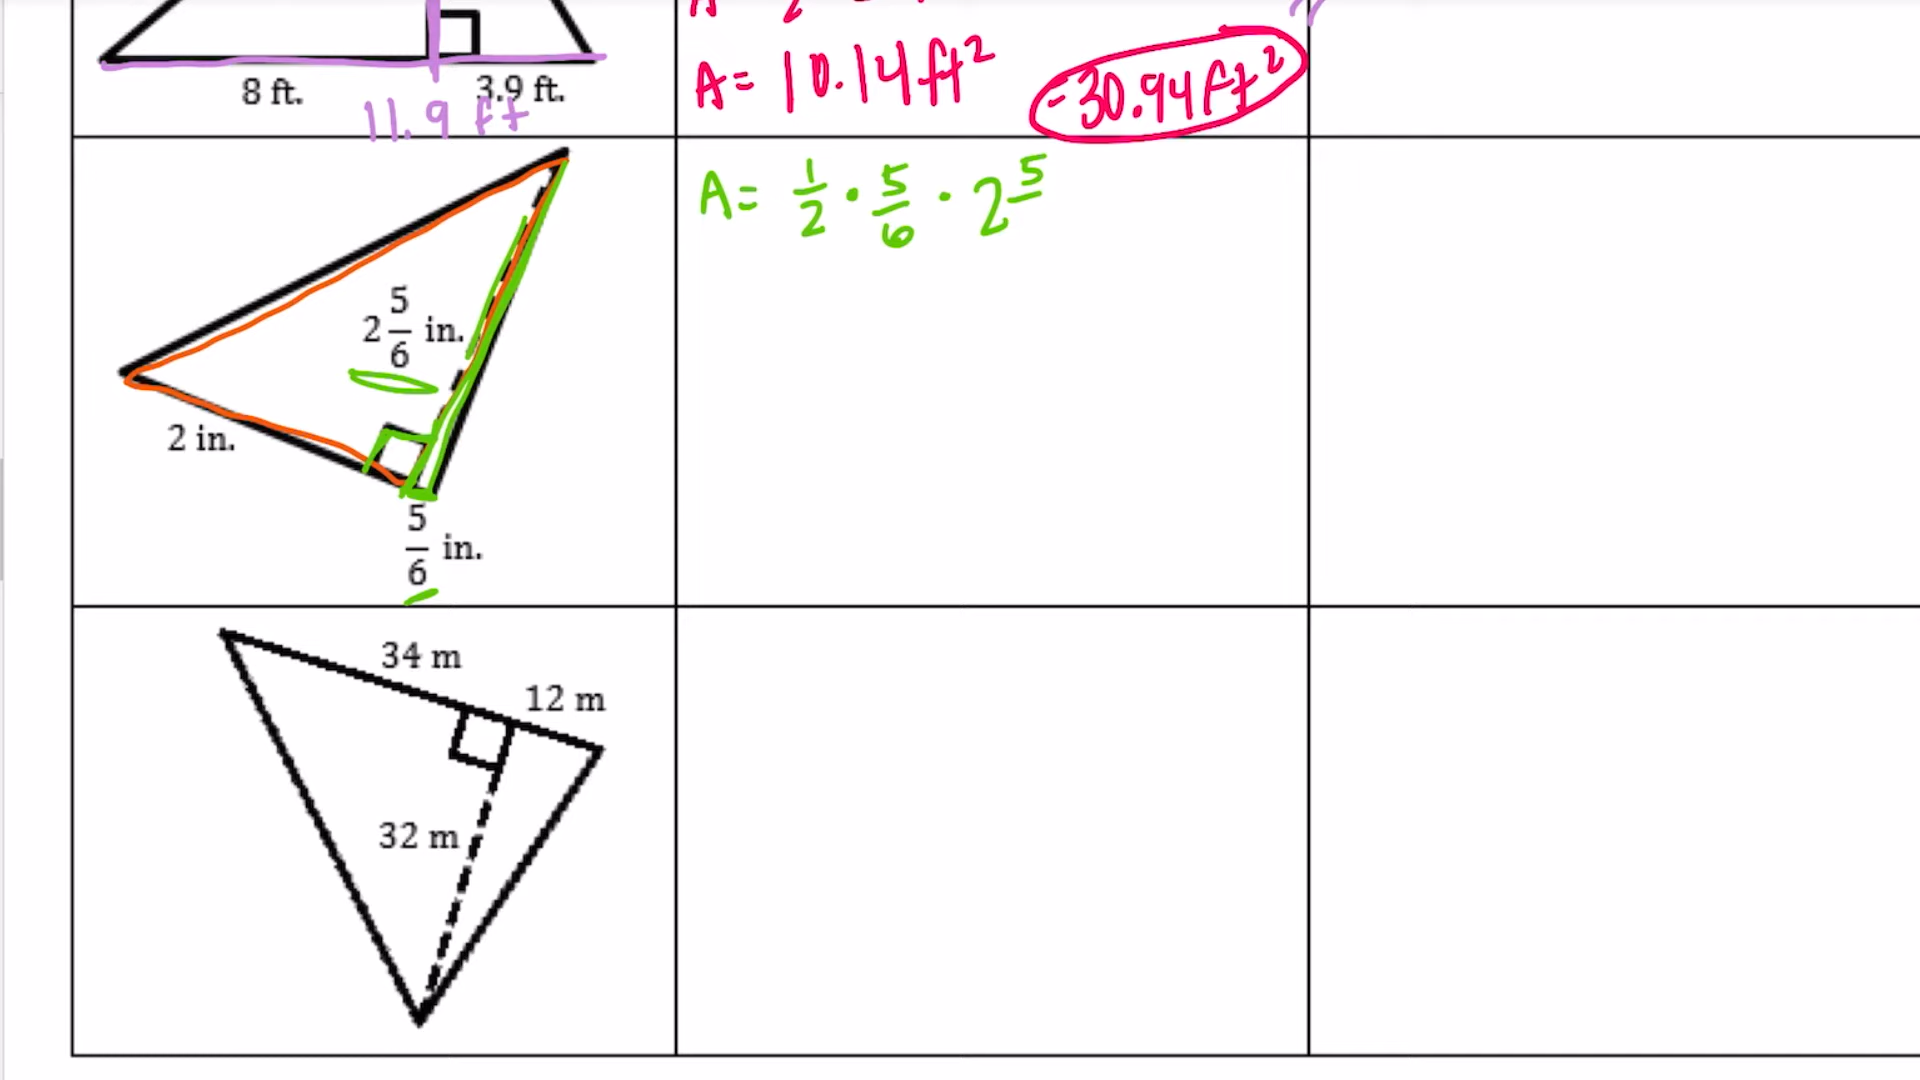 8 ft.
3.9 ft.
11.9 ft
A = 10.14 ft²
= 30.94 ft²
2 5/6 in.
2 in.
5/6 in.
A = 1/2 · 5/6 · 2 5
34 m
12 m
32 m